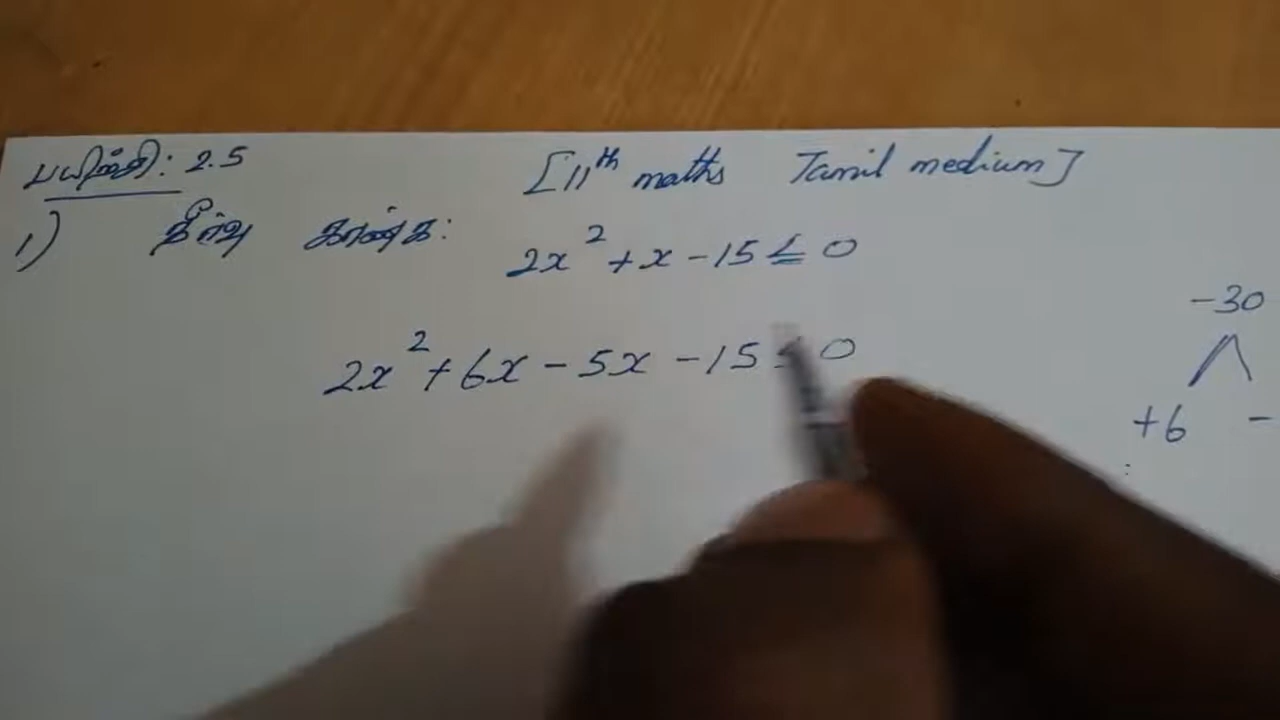 பயிற்சி: 2.5 [11th maths Tamil medium]
1) தீர்வு காண்க: 2x² + x - 15 ≤ 0
-30
2x² + 6x - 5x - 15 ≤ 0
+6 -